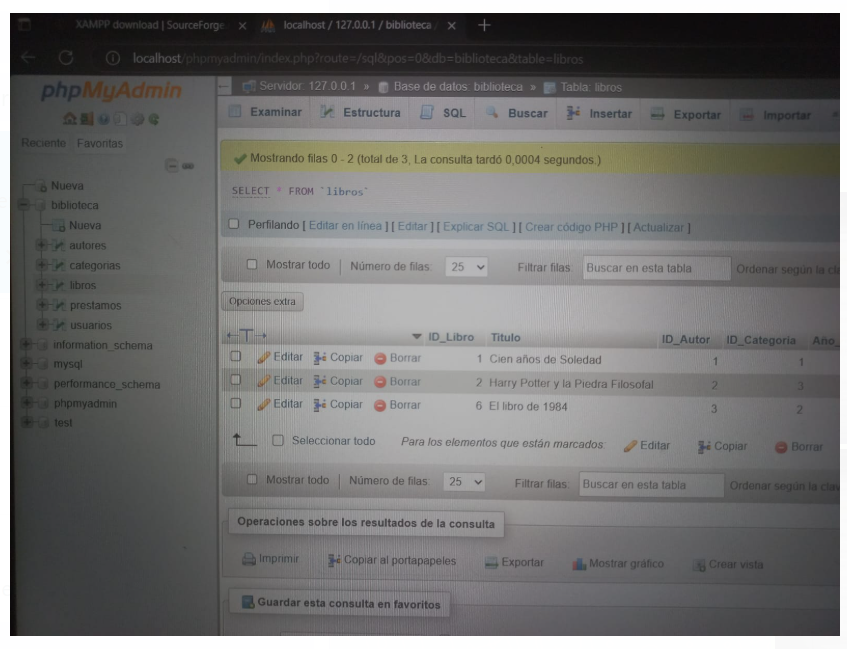 XAMPP download | SourceForge
localhost / 127.0.0.1 / biblioteca /
localhost/phpmyadmin/index.php?route=/sql&pos=0&db=biblioteca&table=libros
phpMyAdmin
Reciente Favoritas
Nueva
biblioteca
Nueva
autores
categorias
libros
prestamos
usuarios
information_schema
mysql
performance_schema
phpmyadmin
test
Servidor: 127.0.0.1 » Base de datos: biblioteca » Tabla: libros
Examinar Estructura SQL Buscar Insertar Exportar Importar
Mostrando filas 0 - 2 (total de 3, La consulta tardó 0,0004 segundos.)
SELECT * FROM `libros`
Perfilando [ Editar en línea ] [ Editar ] [ Explicar SQL ] [ Crear código PHP ] [ Actualizar ]
Mostrar todo | Número de filas: 25 Filtrar filas: Buscar en esta tabla Ordenar según la cla
Opciones extra
←T→ ID_Libro Titulo ID_Autor ID_Categoria Año_
Editar Copiar Borrar 1 Cien años de Soledad 1 1
Editar Copiar Borrar 2 Harry Potter y la Piedra Filosofal 2 3
Editar Copiar Borrar 6 El libro de 1984 3 2
Seleccionar todo Para los elementos que están marcados: Editar Copiar Borrar
Mostrar todo | Número de filas: 25 Filtrar filas: Buscar en esta tabla Ordenar según la clav
Operaciones sobre los resultados de la consulta
Imprimir Copiar al portapapeles Exportar Mostrar gráfico Crear vista
Guardar esta consulta en favoritos